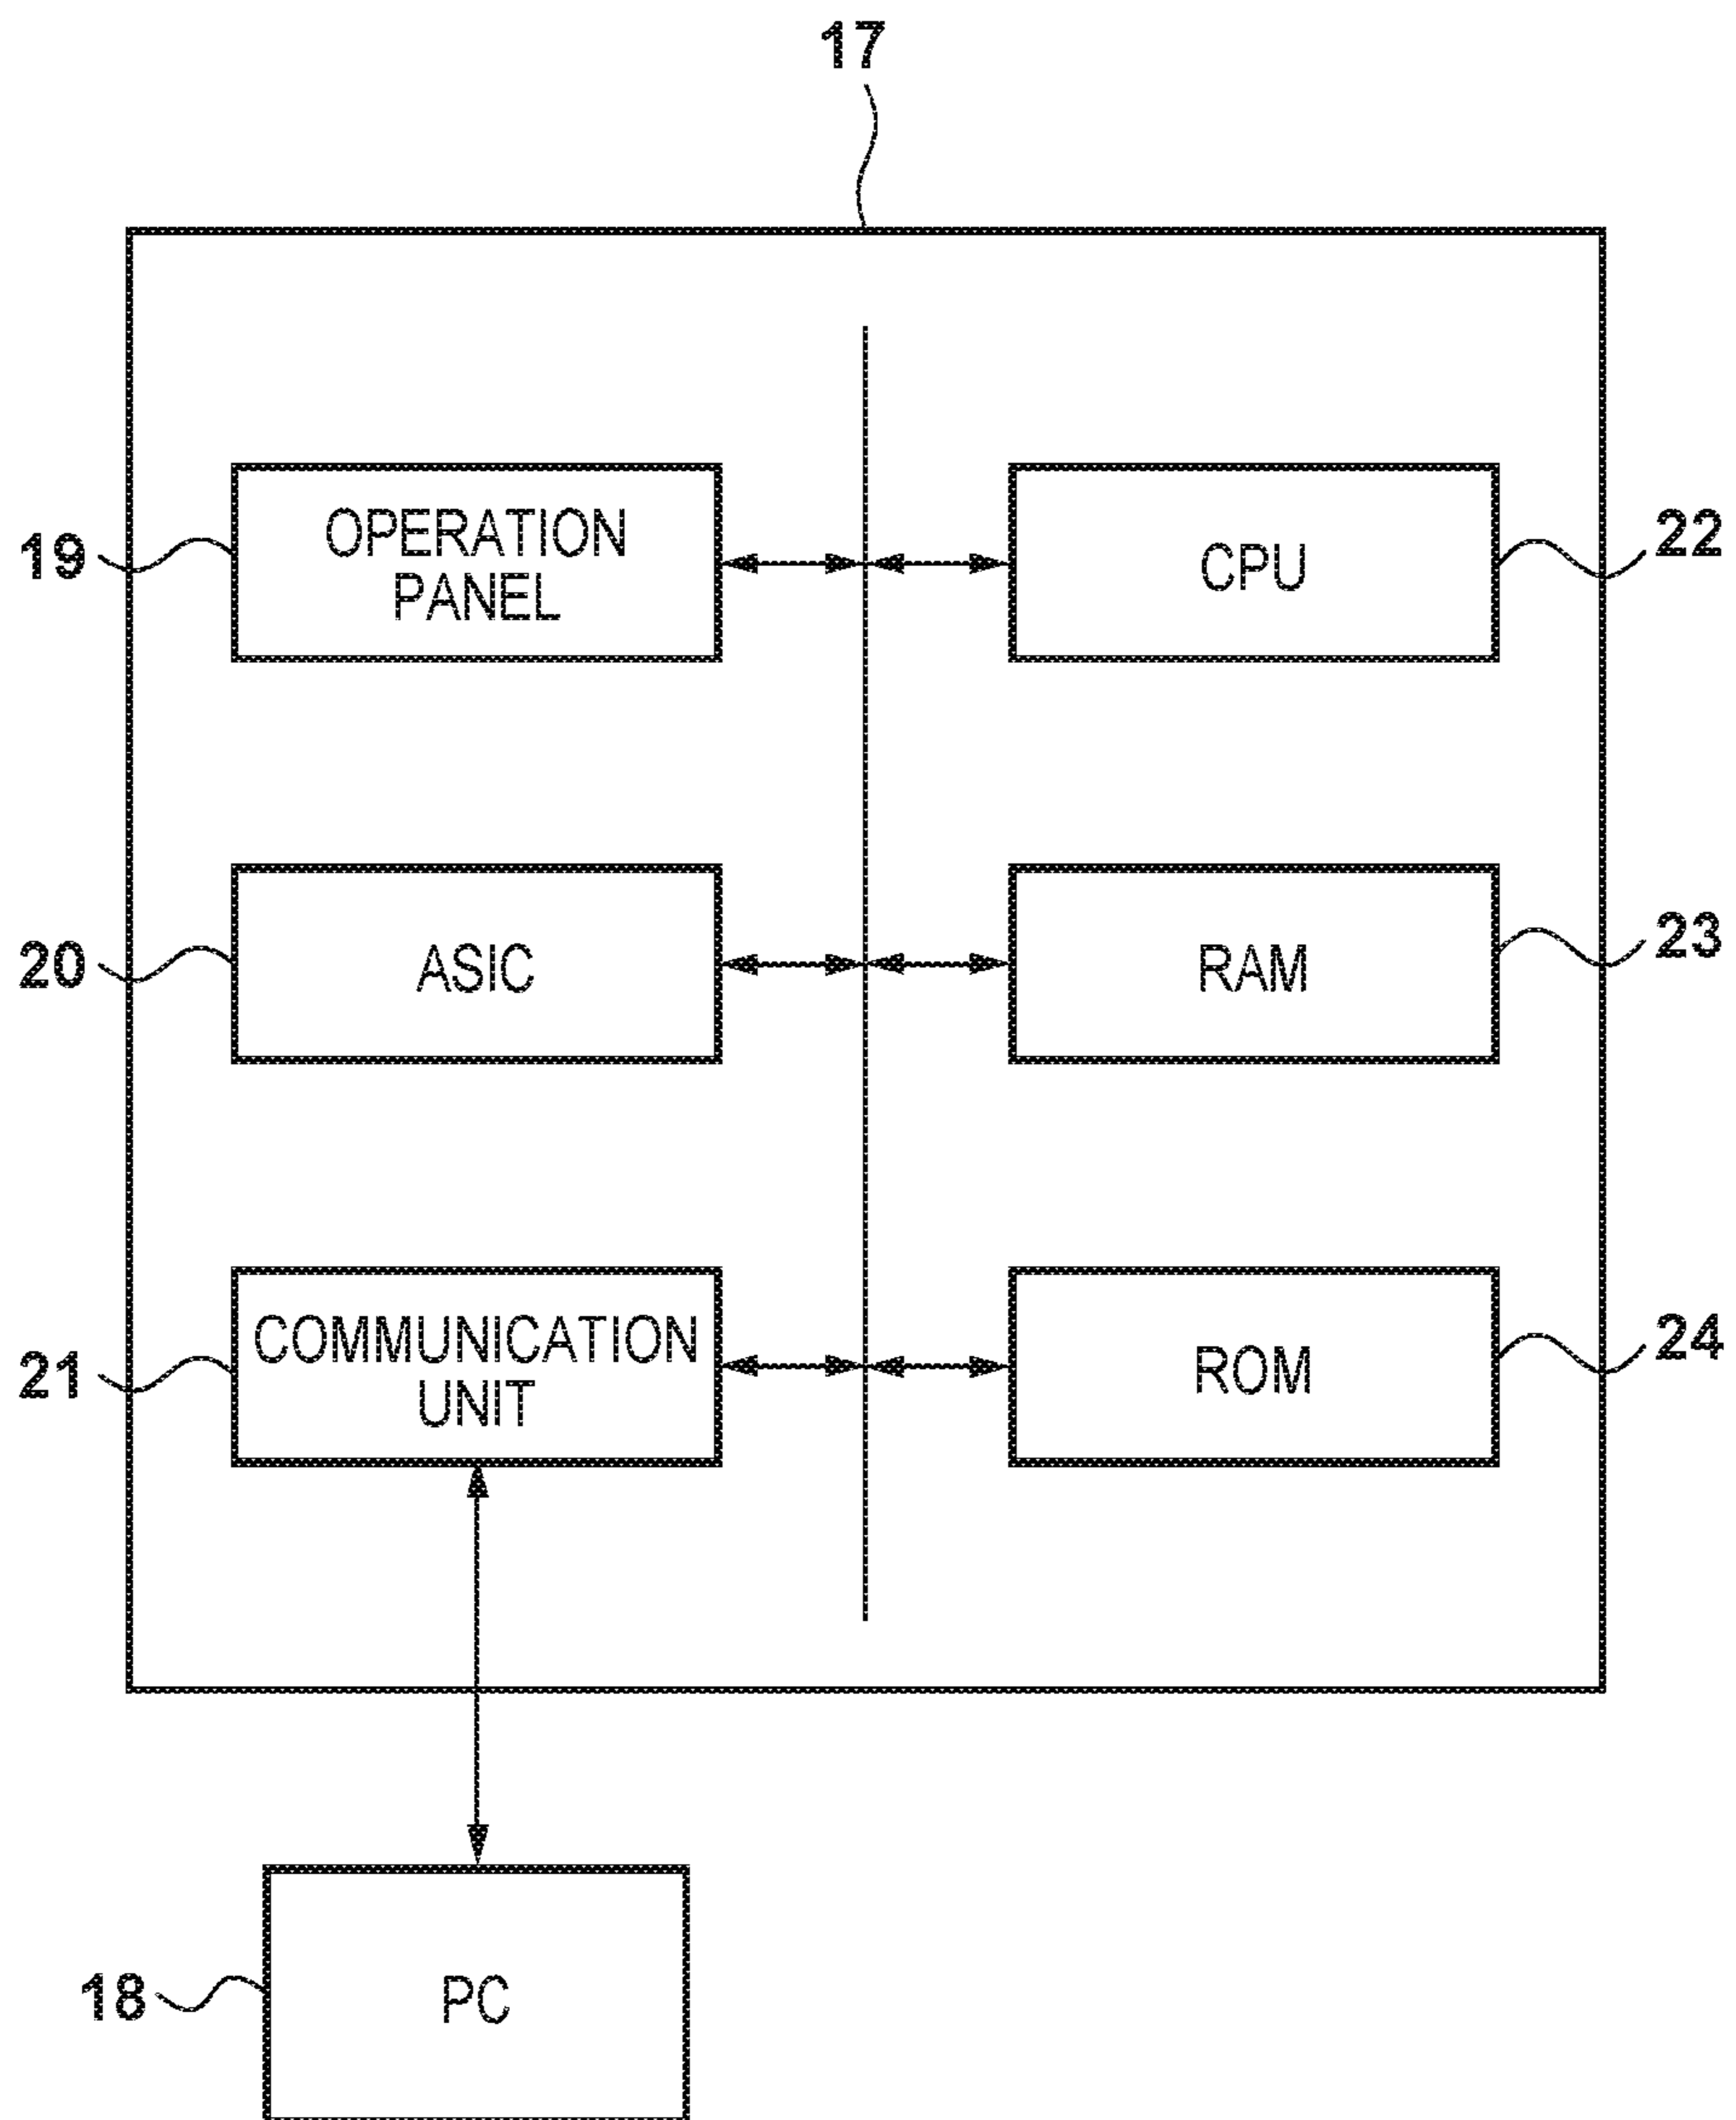 17
19
OPERATION
PANEL
CPU
22
20
ASIC
RAM
23
21
COMMUNICATION
UNIT
ROM
24
18
PC